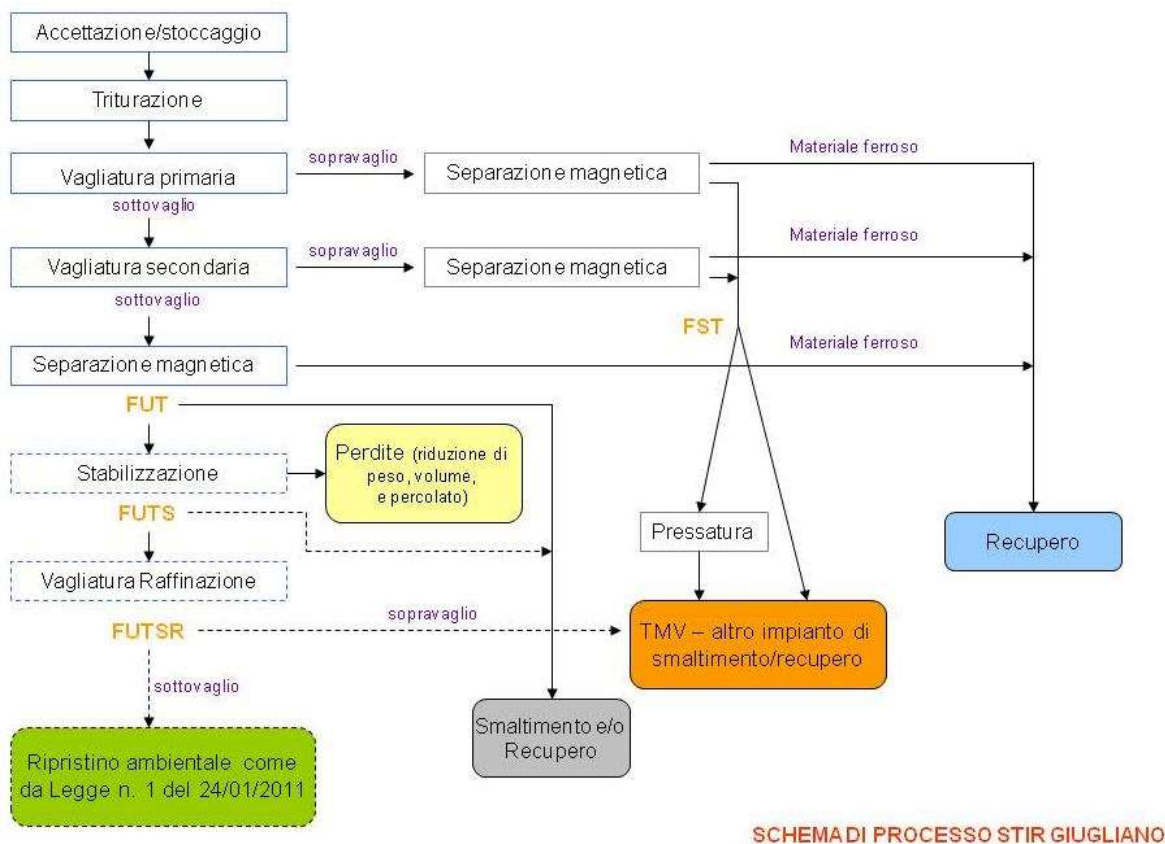 Accettazione/stoccaggio
Triturazione
Vagliatura primaria
sopravaglio
Separazione magnetica
Materiale ferroso
sottovaglio
Vagliatura secondaria
sopravaglio
Separazione magnetica
Materiale ferroso
sottovaglio
FST
Separazione magnetica
Materiale ferroso
FUT
Stabilizzazione
Perdite (riduzione di
peso, volume,
e percolato)
FUTS
Pressatura
Recupero
Vagliatura Raffinazione
FUTSR
sopravaglio
TMV – altro impianto di
smaltimento/recupero
sottovaglio
Smaltimento e/o
Recupero
Ripristino ambientale come
da Legge n. 1 del 24/01/2011
SCHEMA DI PROCESSO STIR GIUGLIANO